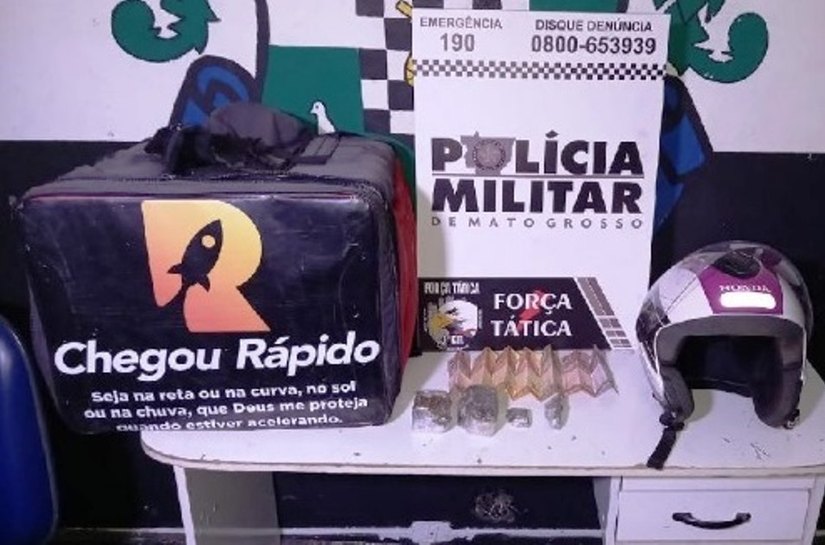 EMERGÊNCIA
190
DISQUE DENÚNCIA
0800-653939
POLÍCIA
MILITAR
DE MATO GROSSO
FORÇA TÁTICA
FORÇA
TÁTICA
R
Chegou Rápido
Seja na reta ou na curva, no sol
ou na chuva, que Deus me proteja
quando estiver acelerando.
HONDA